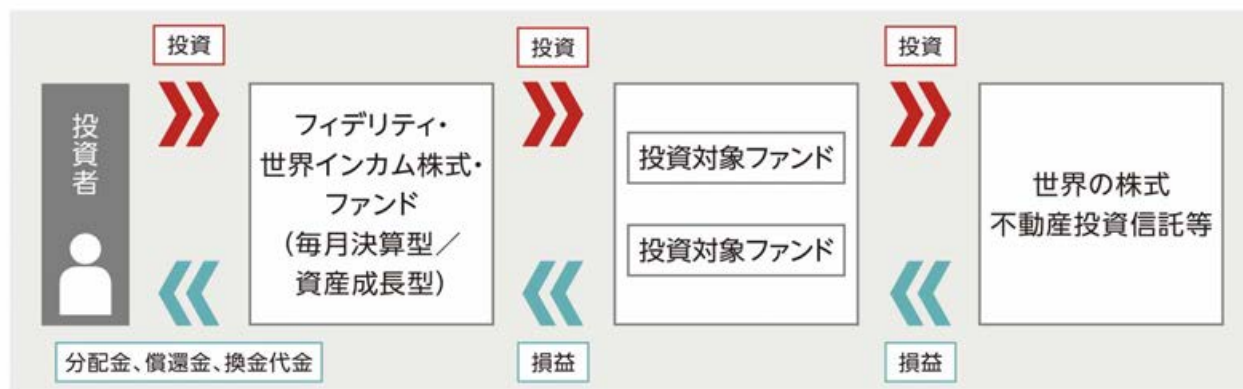 投資
投資
投資
投資者
フィデリティ・
世界インカム株式・
ファンド
（毎月決算型／
資産成長型）
投資対象ファンド
投資対象ファンド
世界の株式
不動産投資信託等
分配金、償還金、換金代金
損益
損益